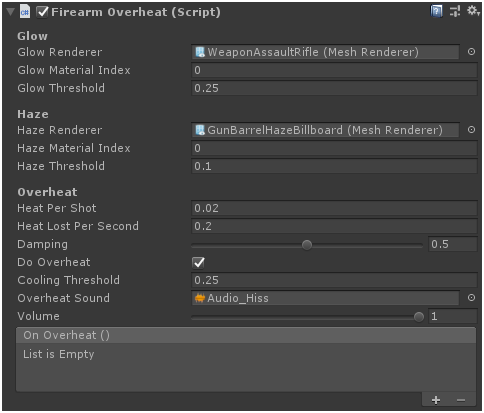 Firearm Overheat (Script)
Glow
Glow Renderer WeaponAssaultRifle (Mesh Renderer)
Glow Material Index 0
Glow Threshold 0.25
Haze
Haze Renderer GunBarrelHazeBillboard (Mesh Renderer)
Haze Material Index 0
Haze Threshold 0.1
Overheat
Heat Per Shot 0.02
Heat Lost Per Second 0.2
Damping 0.5
Do Overheat
Cooling Threshold 0.25
Overheat Sound Audio_Hiss
Volume 1
On Overheat ()
List is Empty